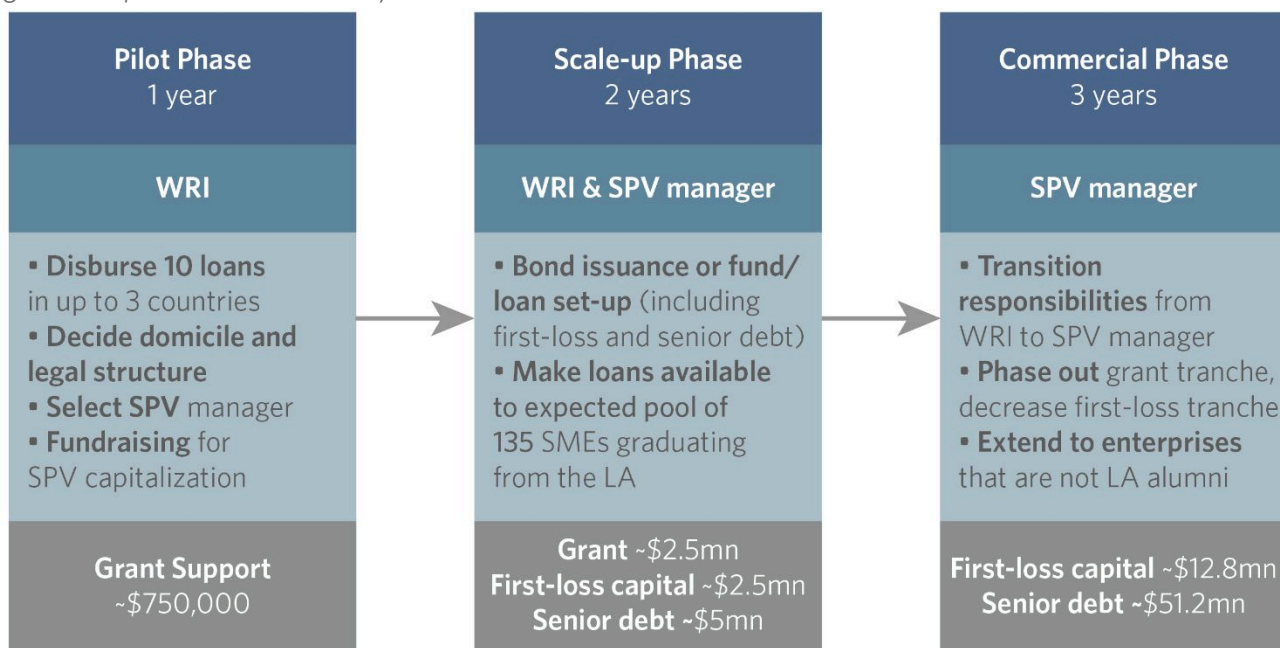 Pilot Phase
1 year
WRI
▪ Disburse 10 loans
in up to 3 countries
▪ Decide domicile and
legal structure
▪ Select SPV manager
▪ Fundraising for
SPV capitalization
Grant Support
~$750,000
Scale-up Phase
2 years
WRI & SPV manager
▪ Bond issuance or fund/
loan set-up (including
first-loss and senior debt)
▪ Make loans available
to expected pool of
135 SMEs graduating
from the LA
Grant ~$2.5mn
First-loss capital ~$2.5mn
Senior debt ~$5mn
Commercial Phase
3 years
SPV manager
▪ Transition
responsibilities from
WRI to SPV manager
▪ Phase out grant tranche,
decrease first-loss tranche
▪ Extend to enterprises
that are not LA alumni
First-loss capital ~$12.8mn
Senior debt ~$51.2mn